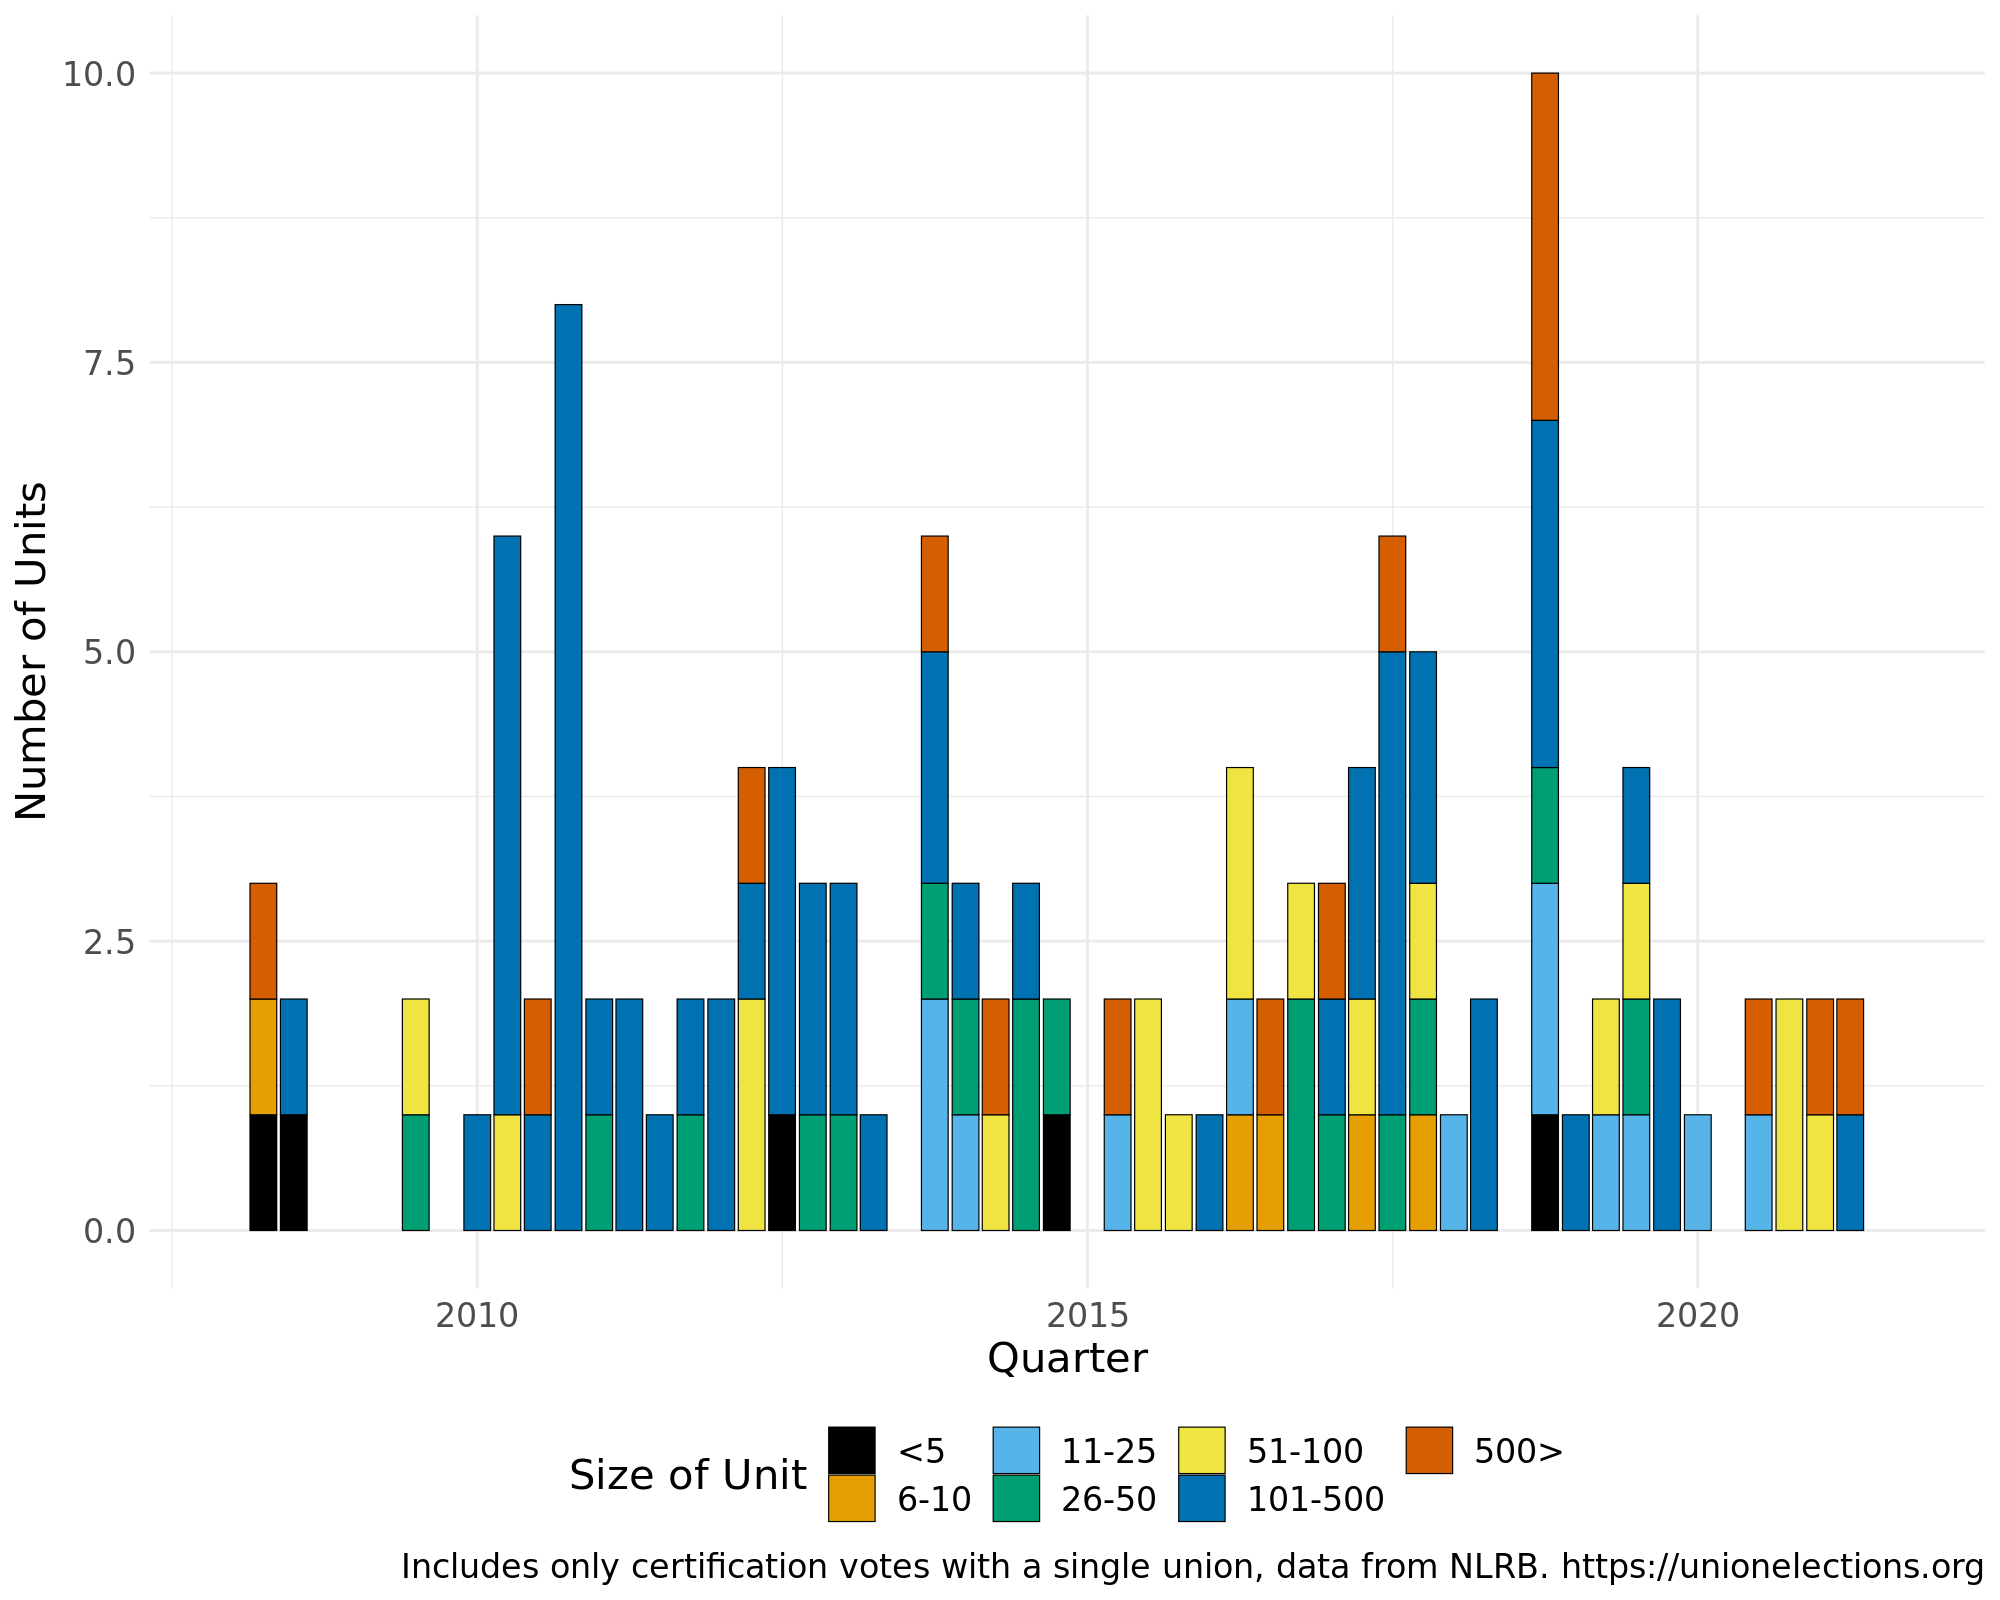 10.0
7.5
5.0
2.5
0.0
Number of Units
2010 2015 2020
Quarter
Size of Unit
<5 11-25 51-100 500>
6-10 26-50 101-500
Includes only certification votes with a single union, data from NLRB. https://unionelections.org